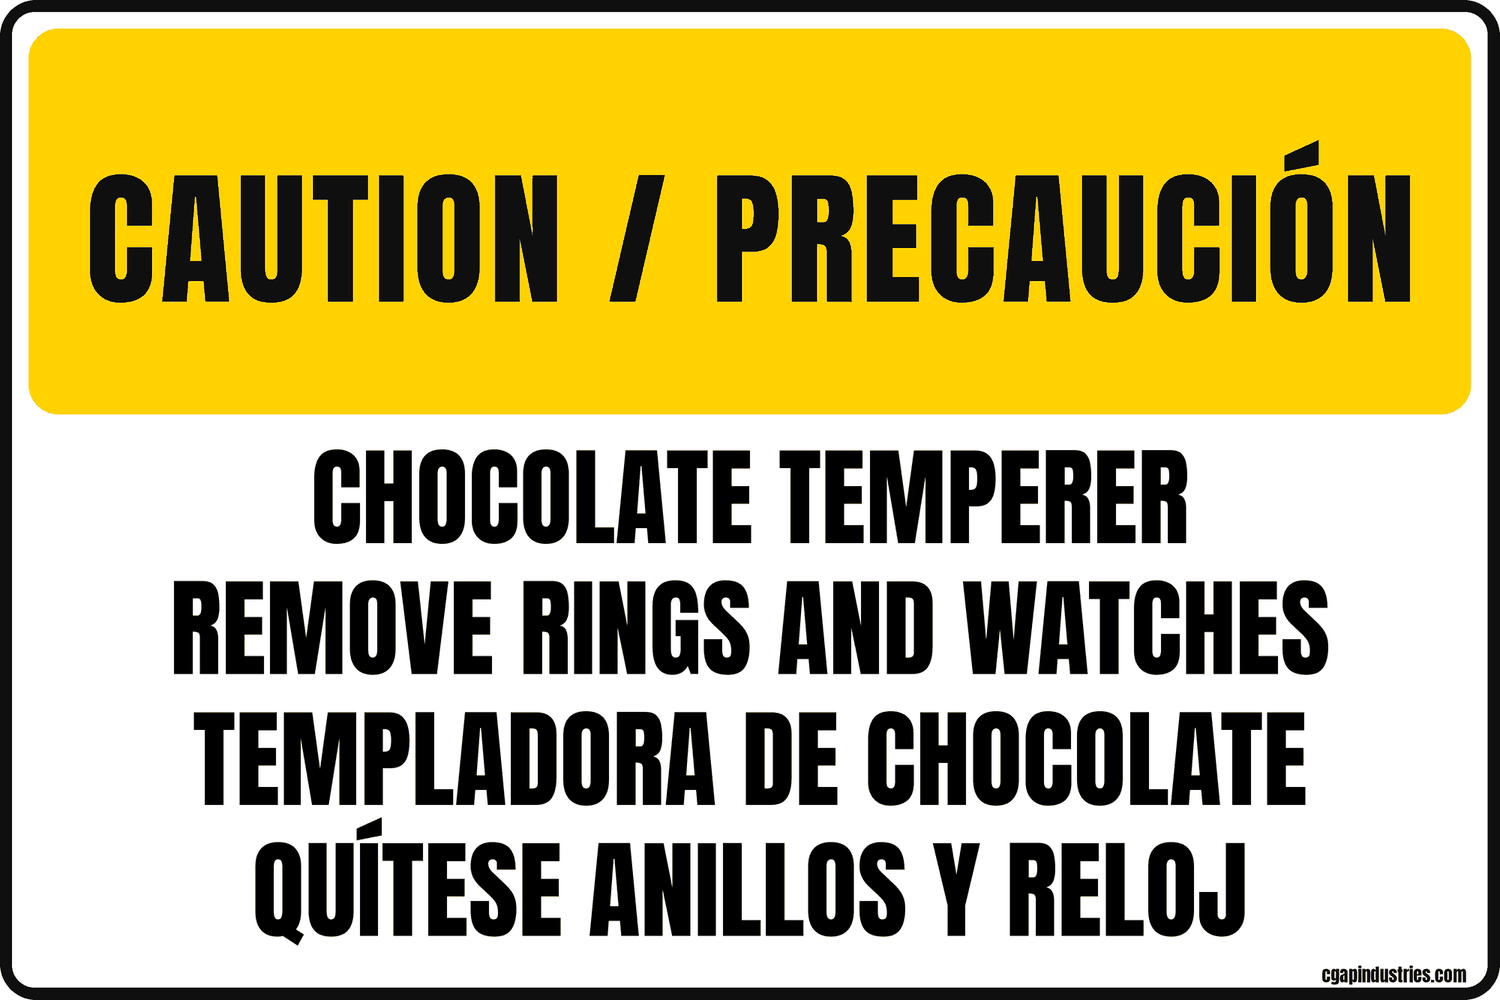 CAUTION / PRECAUCIÓN
CHOCOLATE TEMPERER
REMOVE RINGS AND WATCHES
TEMPLADORA DE CHOCOLATE
QUÍTESE ANILLOS Y RELOJ
cgapindustries.com